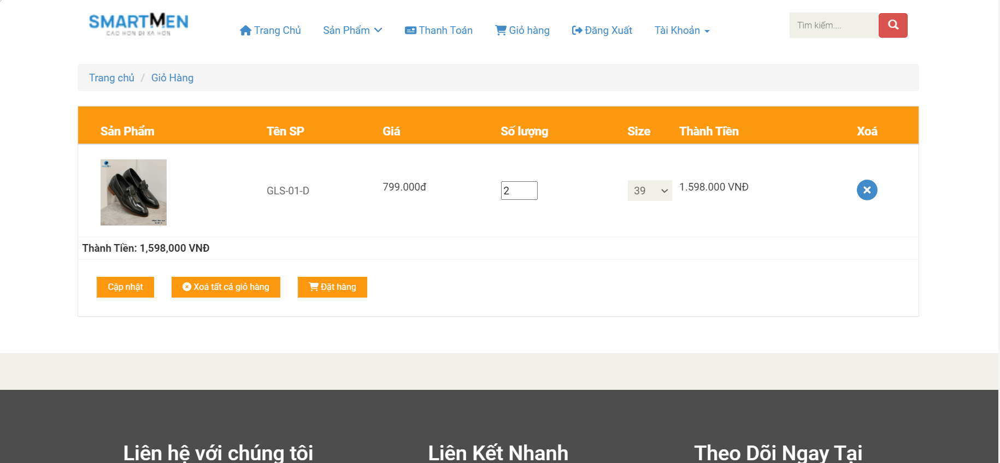 SMARTMEN
CAO HƠN ĐI XA HƠN
Trang Chủ Sản Phẩm Thanh Toán Giỏ hàng Đăng Xuất Tài Khoản Tìm kiếm....
Trang chủ / Giỏ Hàng
Sản Phẩm Tên SP Giá Số lượng Size Thành Tiền Xoá
GLS-01-D 799.000đ 2 39 1.598.000 VNĐ
Thành Tiền: 1,598,000 VNĐ
Cập nhật Xoá tất cả giỏ hàng Đặt hàng
Liên hệ với chúng tôi Liên Kết Nhanh Theo Dõi Ngay Tại